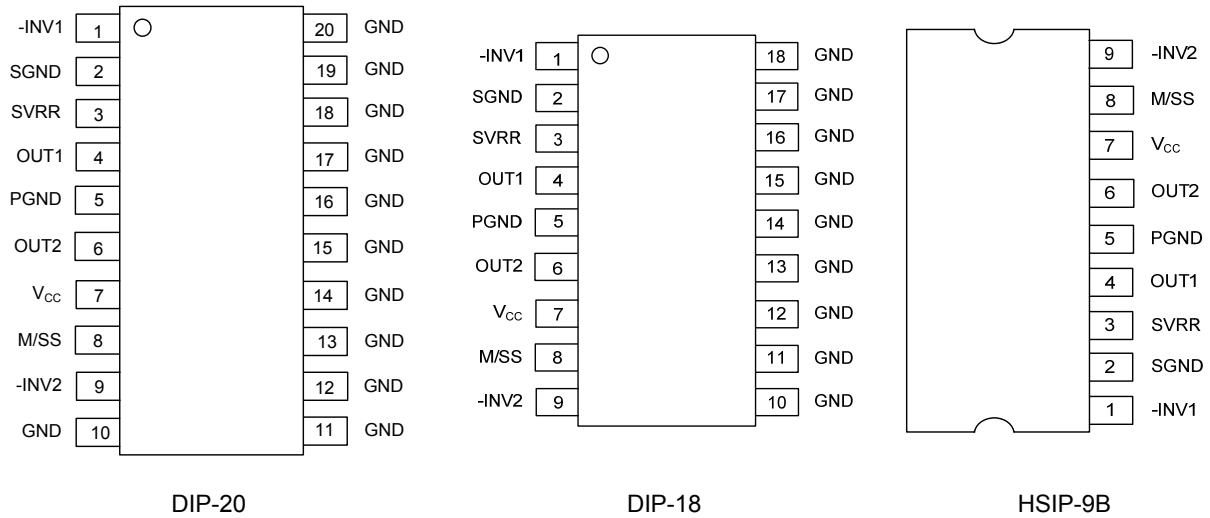 -INV1 1 20 GND
SGND 2 19 GND
SVRR 3 18 GND
OUT1 4 17 GND
PGND 5 16 GND
OUT2 6 15 GND
VCC 7 14 GND
M/SS 8 13 GND
-INV2 9 12 GND
GND 10 11 GND
DIP-20
-INV1 1 18 GND
SGND 2 17 GND
SVRR 3 16 GND
OUT1 4 15 GND
PGND 5 14 GND
OUT2 6 13 GND
VCC 7 12 GND
M/SS 8 11 GND
-INV2 9 10 GND
DIP-18
9 -INV2
8 M/SS
7 VCC
6 OUT2
5 PGND
4 OUT1
3 SVRR
2 SGND
1 -INV1
HSIP-9B